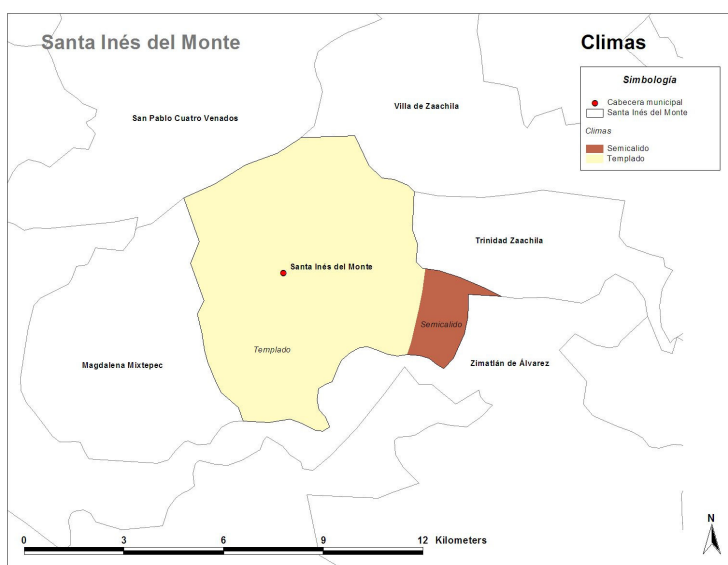 Santa Inés del Monte
Climas
Simbología
Cabecera municipal
Santa Inés del Monte
Climas
Semicalido
Templado
Villa de Zaachila
San Pablo Cuatro Venados
Trinidad Zaachila
Santa Inés del Monte
Semicalido
Templado
Magdalena Mixtepec
Zimatlán de Álvarez
N
0 3 6 9 12 Kilometers